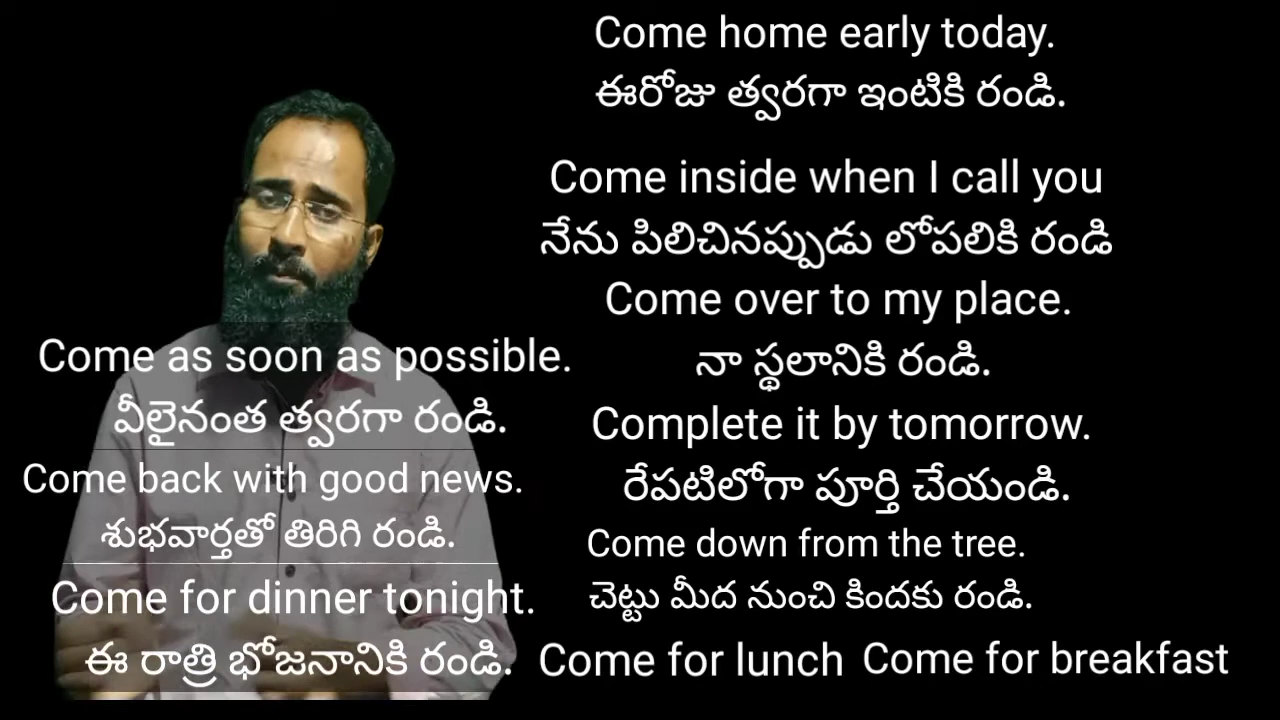 Come home early today.
ఈరోజు త్వరగా ఇంటికి రండి.
Come inside when I call you
నేను పిలిచినప్పుడు లోపలికి రండి
Come over to my place.
నా స్థలానికి రండి.
Complete it by tomorrow.
రేపటిలోగా పూర్తి చేయండి.
Come down from the tree.
చెట్టు మీద నుంచి కిందకు రండి.
Come for lunch
Come for breakfast
Come as soon as possible.
వీలైనంత త్వరగా రండి.
Come back with good news.
శుభవార్తతో తిరిగి రండి.
Come for dinner tonight.
ఈ రాత్రి భోజనానికి రండి.